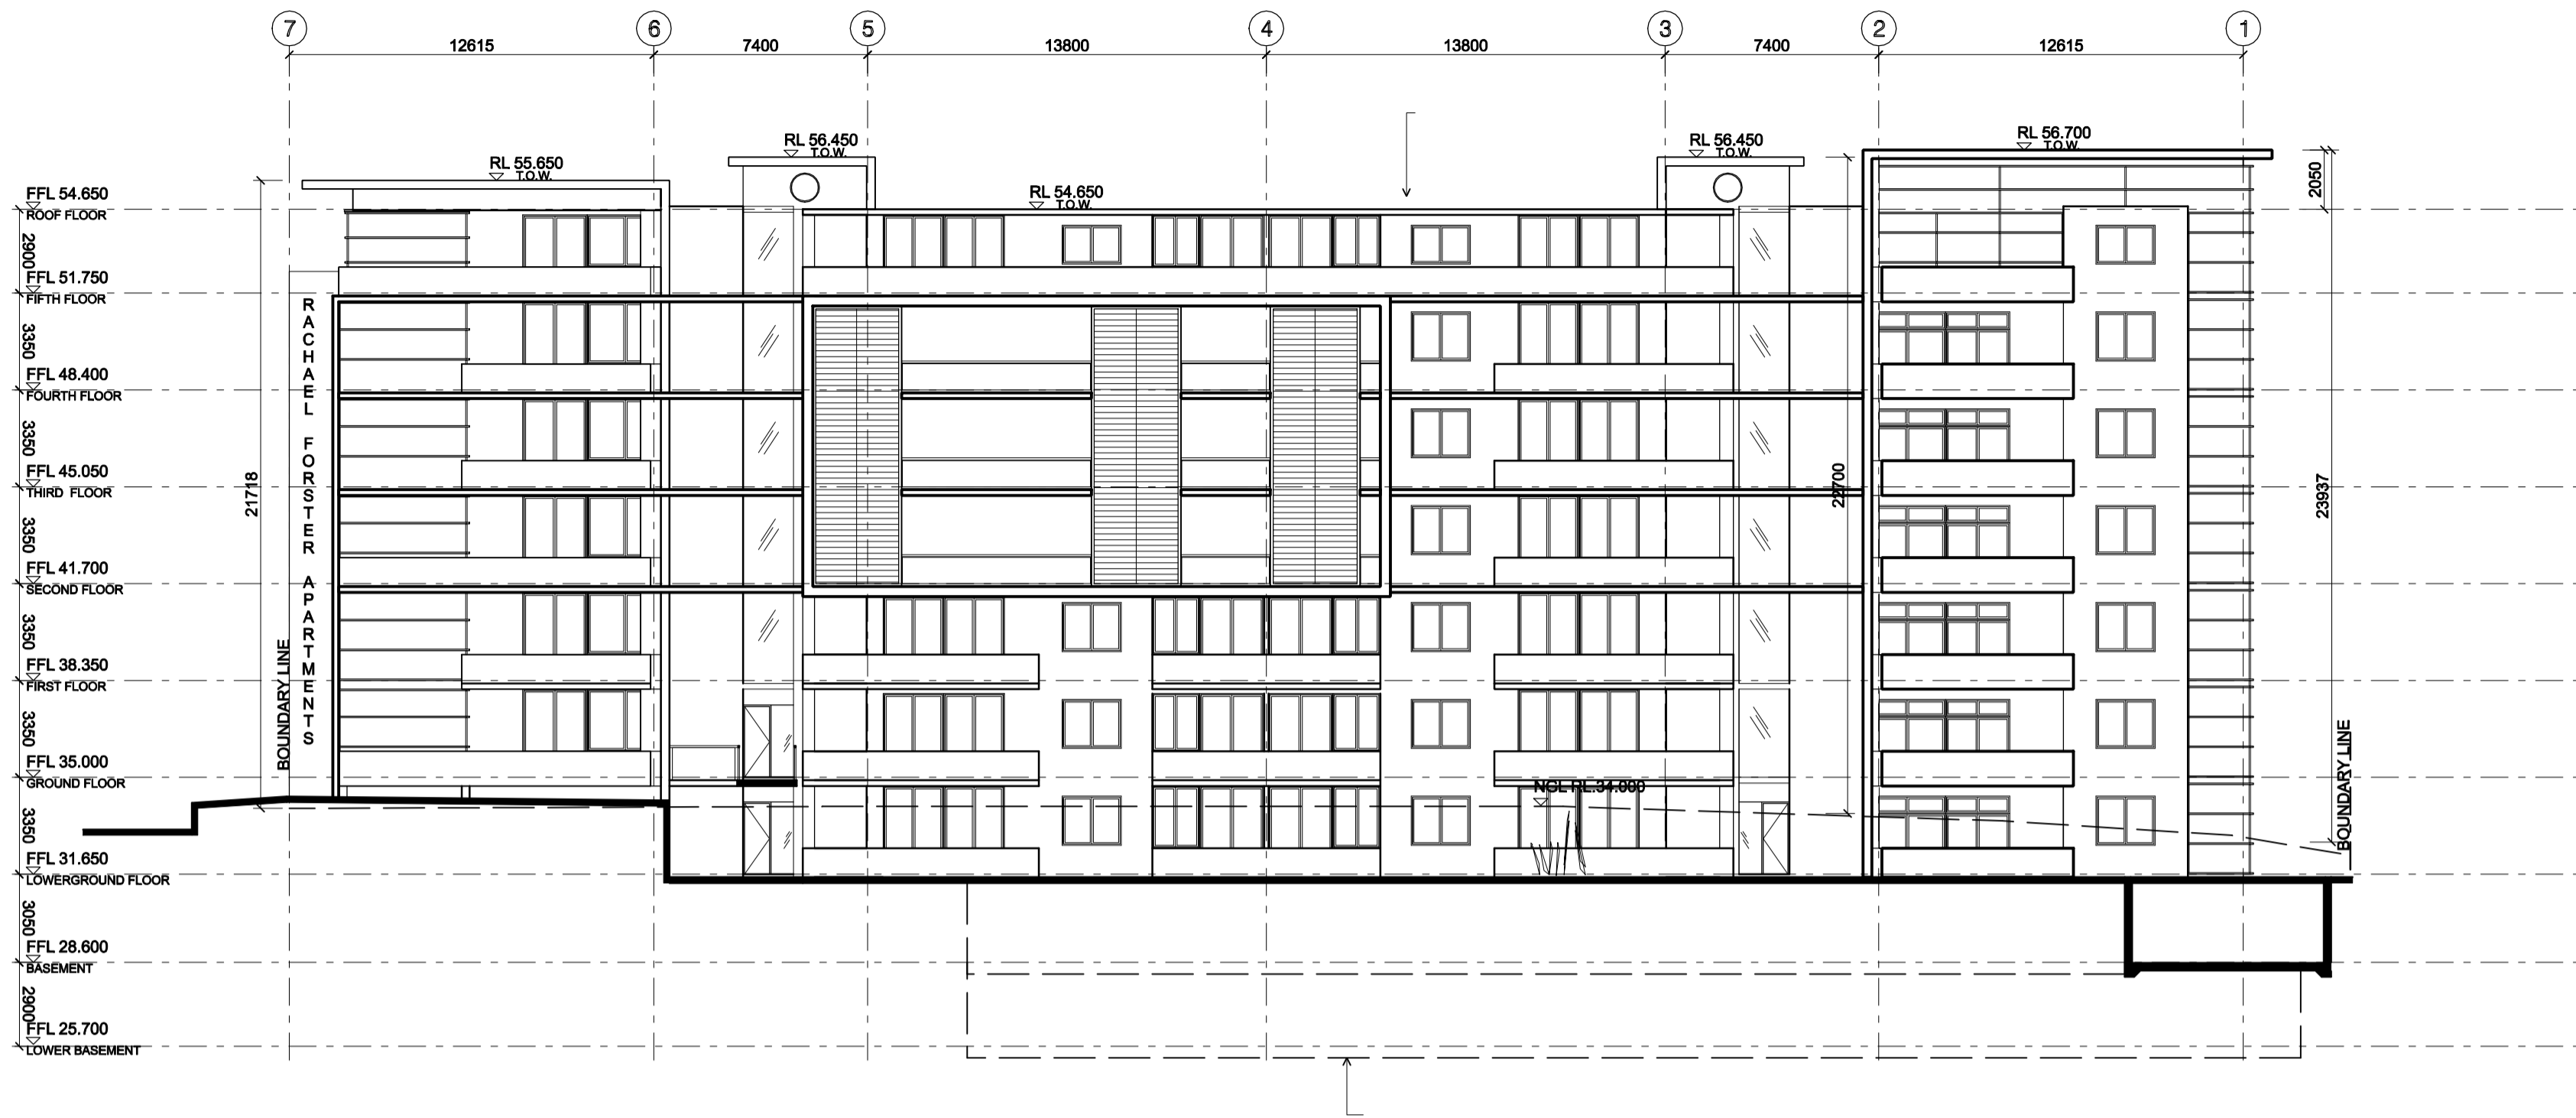 7 6 5 4 3 2 1
12615 7400 13800 13800 7400 12615
RL 56.700
T.O.W.
RL 56.450
T.O.W.
RL 56.450
T.O.W.
RL 55.650
T.O.W.
RL 54.650
T.O.W.
2050
FFL 54.650
ROOF FLOOR
2900
FFL 51.750
FIFTH FLOOR
3350
FFL 48.400
FOURTH FLOOR
3350
FFL 45.050
THIRD FLOOR
3350
FFL 41.700
SECOND FLOOR
3350
FFL 38.350
FIRST FLOOR
3350
FFL 35.000
GROUND FLOOR
3350
FFL 31.650
LOWERGROUND FLOOR
3050
FFL 28.600
BASEMENT
2900
FFL 25.700
LOWER BASEMENT
21718
BOUNDARY LINE
RACHAEL FORSTER APARTMENTS
NGL RL.34.000
22700
23937
BOUNDARY LINE